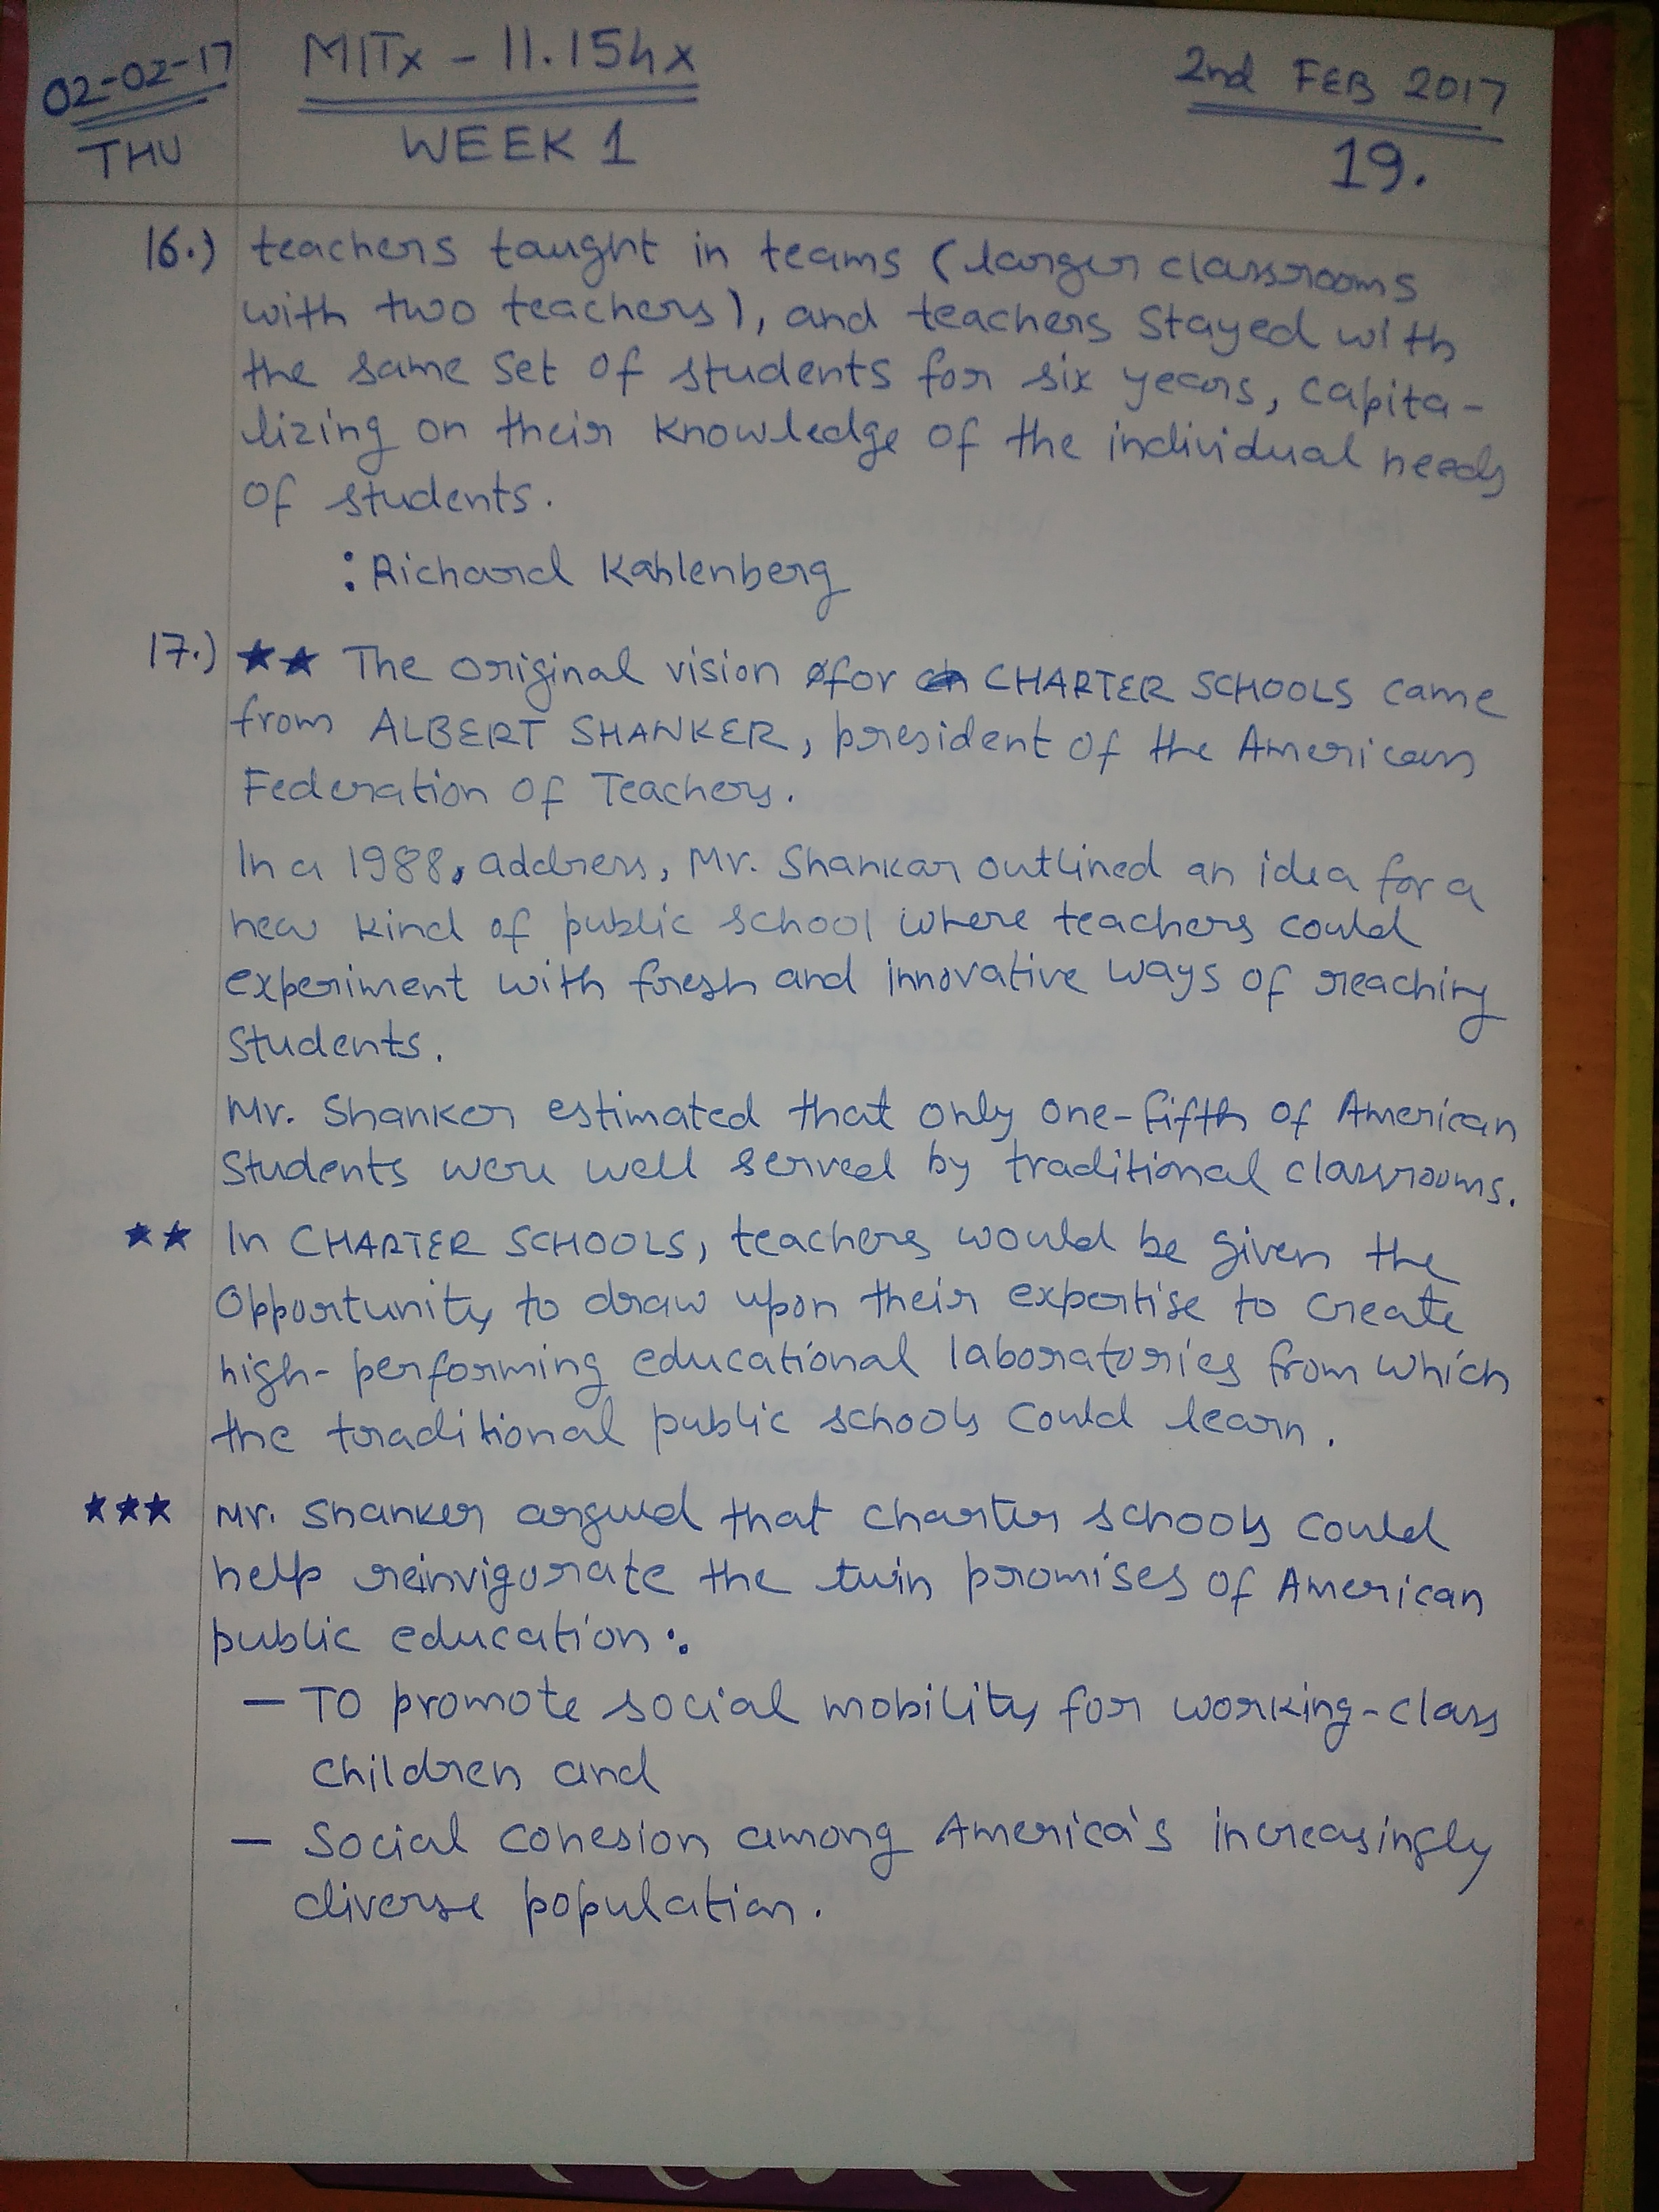 02-02-17
THU
MITx - 11.154x
WEEK 1
2nd FEB 2017
19.
16.) teachers taught in teams (larger classrooms
with two teachers), and teachers stayed with
the same set of students for six years, capita-
lizing on their knowledge of the individual needs
of students.
: Richard Kahlenberg
17.) ★★ The original vision for CHARTER SCHOOLS came
from ALBERT SHANKER, president of the American
Federation of Teachers.
In a 1988, address, Mr. Shankar outlined an idea for a
new kind of public school where teachers could
experiment with fresh and innovative ways of reaching
students.
Mr. Shanker estimated that only one-fifth of American
students were well served by traditional classrooms.
★★ In CHARTER SCHOOLS, teachers would be given the
opportunity to draw upon their expertise to create
high-performing educational laboratories from which
the traditional public schools could learn.
★★★ Mr. Shanker argued that charter schools could
help reinvigorate the twin promises of American
public education:
— To promote social mobility for working-class
children and
— Social cohesion among America's increasingly
diverse population.